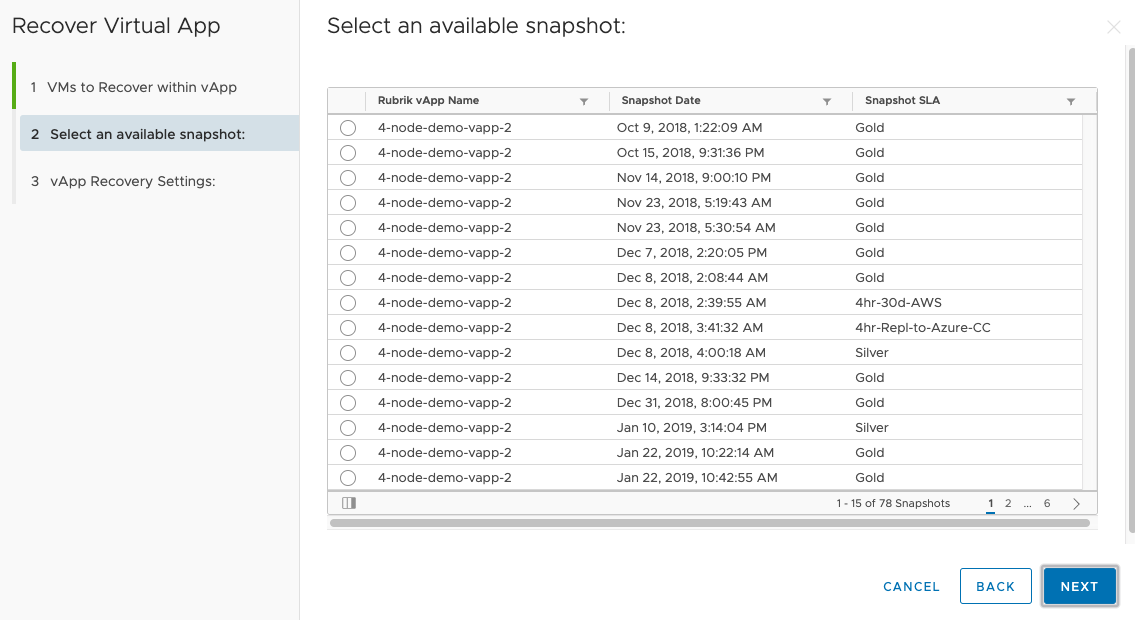 Recover Virtual App
1 VMs to Recover within vApp
2 Select an available snapshot:
3 vApp Recovery Settings:
Select an available snapshot:
Rubrik vApp Name Snapshot Date Snapshot SLA
4-node-demo-vapp-2 Oct 9, 2018, 1:22:09 AM Gold
4-node-demo-vapp-2 Oct 15, 2018, 9:31:36 PM Gold
4-node-demo-vapp-2 Nov 14, 2018, 9:00:10 PM Gold
4-node-demo-vapp-2 Nov 23, 2018, 5:19:43 AM Gold
4-node-demo-vapp-2 Nov 23, 2018, 5:30:54 AM Gold
4-node-demo-vapp-2 Dec 7, 2018, 2:20:05 PM Gold
4-node-demo-vapp-2 Dec 8, 2018, 2:08:44 AM Gold
4-node-demo-vapp-2 Dec 8, 2018, 2:39:55 AM 4hr-30d-AWS
4-node-demo-vapp-2 Dec 8, 2018, 3:41:32 AM 4hr-Repl-to-Azure-CC
4-node-demo-vapp-2 Dec 8, 2018, 4:00:18 AM Silver
4-node-demo-vapp-2 Dec 14, 2018, 9:33:32 PM Gold
4-node-demo-vapp-2 Dec 31, 2018, 8:00:45 PM Gold
4-node-demo-vapp-2 Jan 10, 2019, 3:14:04 PM Silver
4-node-demo-vapp-2 Jan 22, 2019, 10:22:14 AM Gold
4-node-demo-vapp-2 Jan 22, 2019, 10:42:55 AM Gold
1 - 15 of 78 Snapshots 1 2 ... 6
CANCEL BACK NEXT